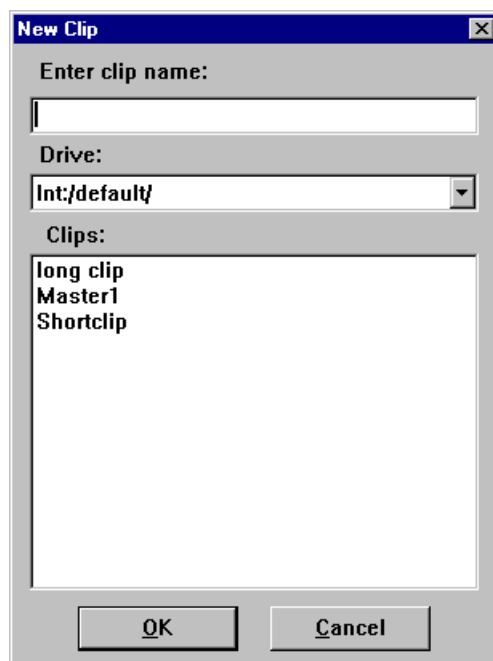 New Clip
Enter clip name:
Drive:
Int:/default/
Clips:
long clip
Master1
Shortclip
OK
Cancel